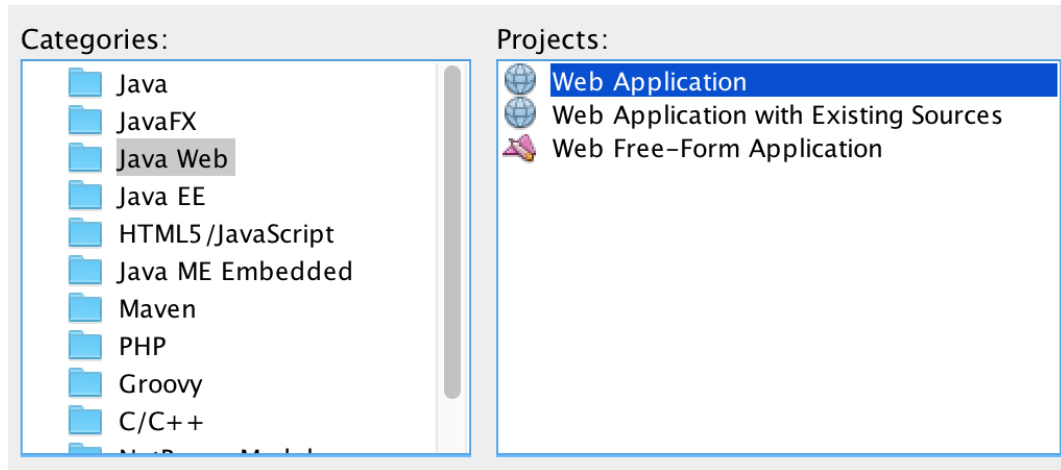 Categories:
Java
JavaFX
Java Web
Java EE
HTML5/JavaScript
Java ME Embedded
Maven
PHP
Groovy
C/C++
Projects:
Web Application
Web Application with Existing Sources
Web Free-Form Application